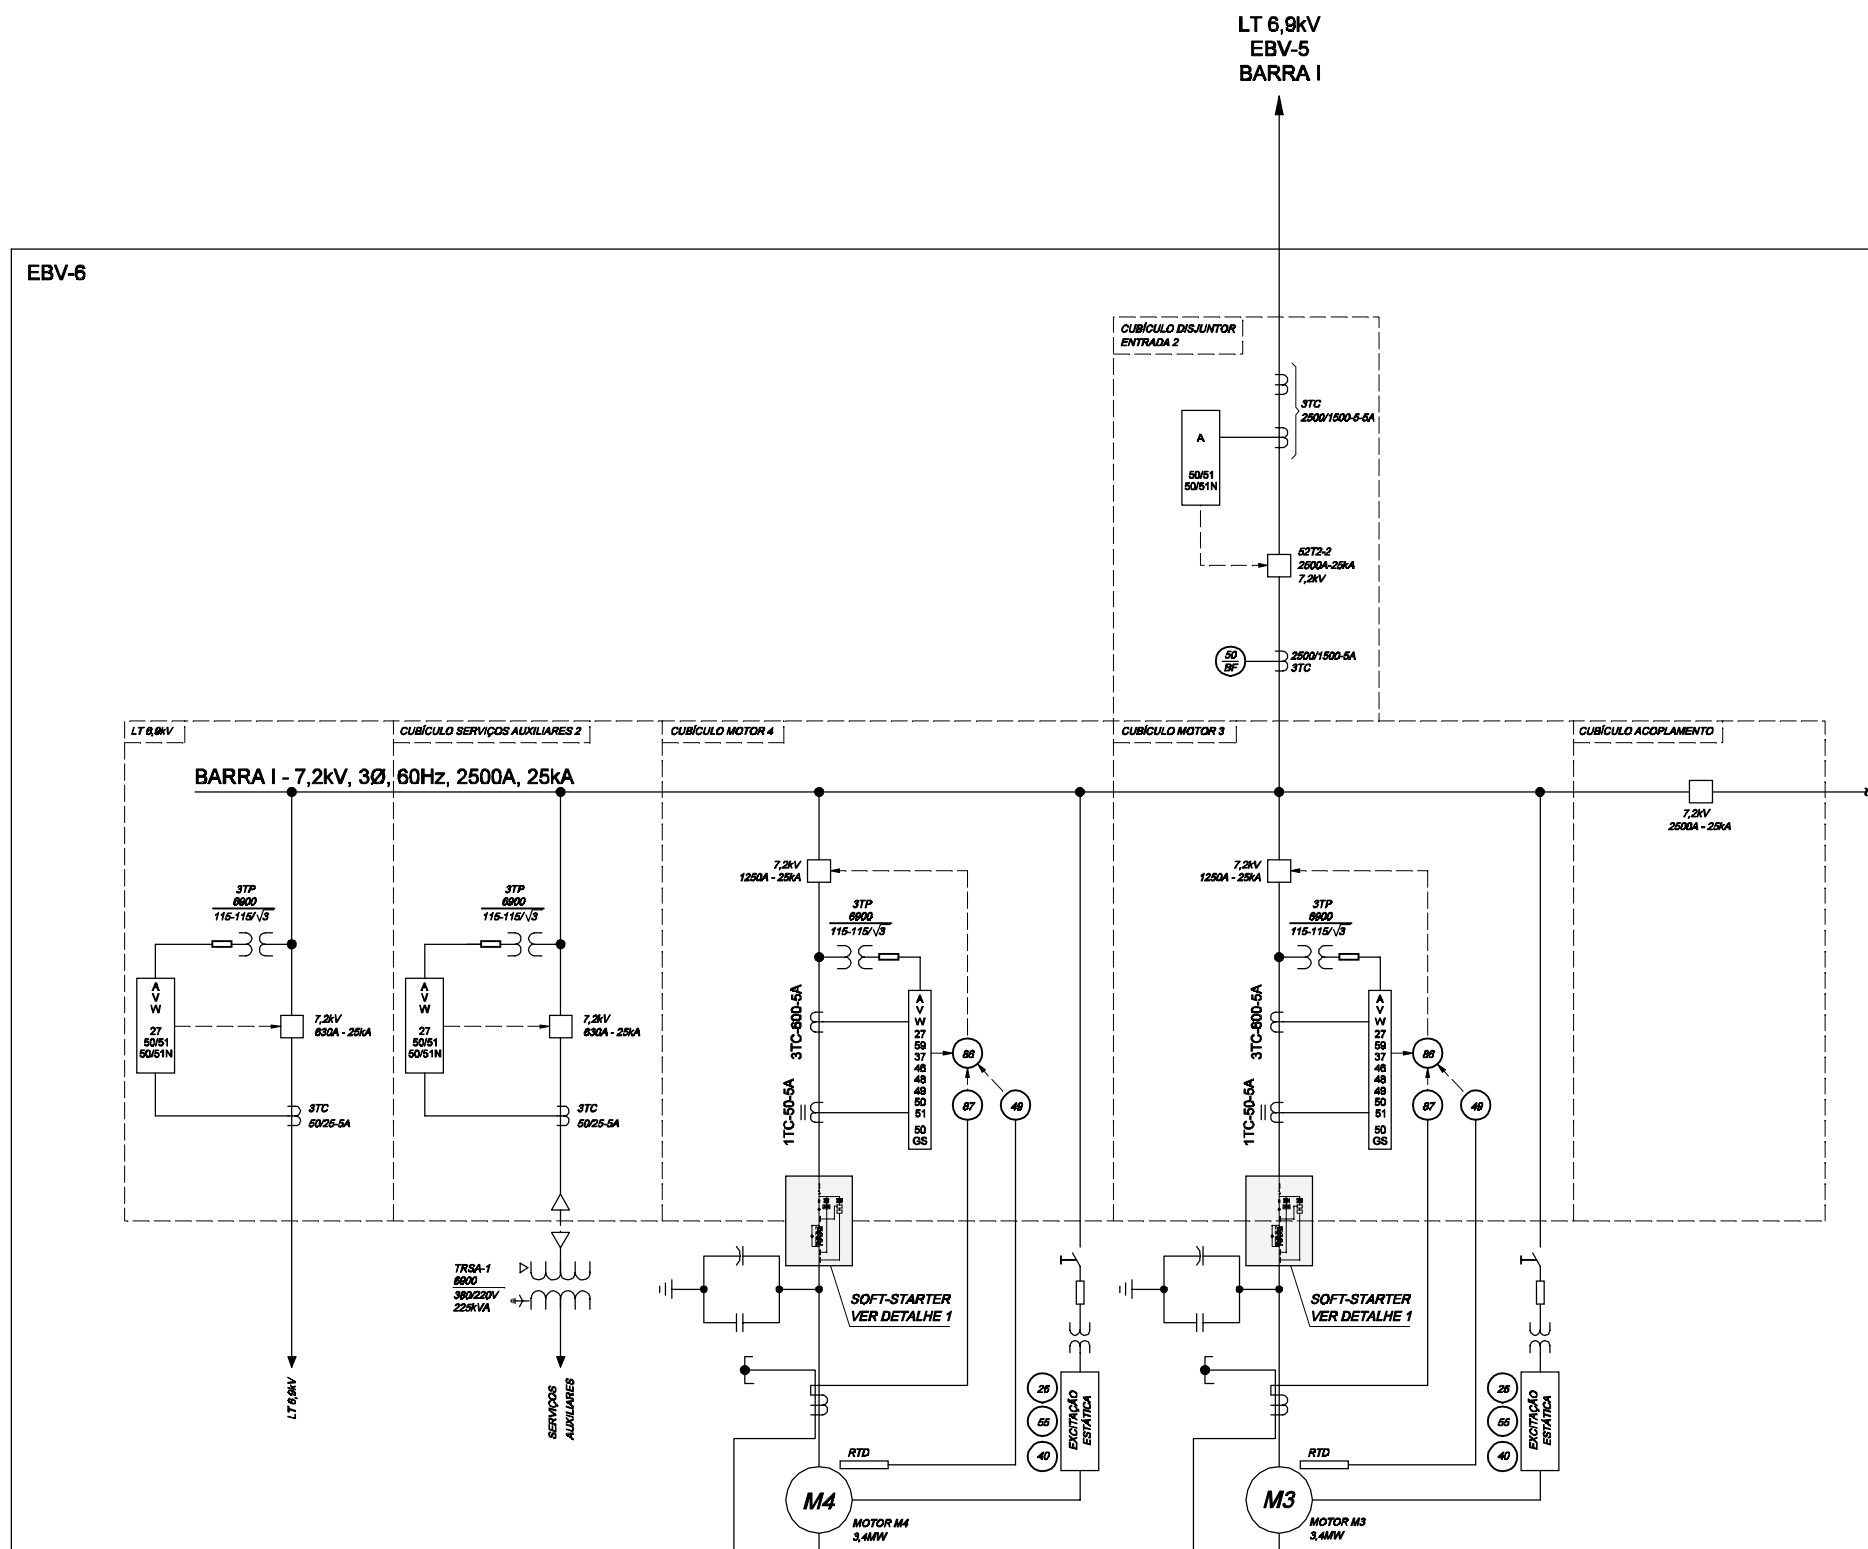 LT 6,9kV
EBV-5
BARRA I
EBV-6
CUBÍCULO DISJUNTOR
ENTRADA 2
3TC
2500/1500-5-5A
A
50/51
50/51N
52T2-2
2500A-25kA
7,2kV
50
BF
2500/1500-5A
3TC
LT 6,9kV
CUBÍCULO SERVIÇOS AUXILIARES 2
CUBÍCULO MOTOR 4
CUBÍCULO MOTOR 3
CUBÍCULO ACOPLAMENTO
BARRA I - 7,2kV, 3Ø, 60Hz, 2500A, 25kA
7,2kV
2500A - 25kA
3TP
6900
115-115/√3
A
V
W
27
50/51
50/51N
7,2kV
630A - 25kA
3TC
50/25-5A
LT 6,9kV
3TP
6900
115-115/√3
A
V
W
27
50/51
50/51N
7,2kV
630A - 25kA
3TC
50/25-5A
TRSA-1
6900
380/220V
225kVA
SERVIÇOS
AUXILIARES
7,2kV
1250A - 25kA
3TP
6900
115-115/√3
3TC-600-5A
1TC-50-5A
A
V
W
27
59
37
46
48
49
50
51
50
GS
86
87
49
SOFT-STARTER
VER DETALHE 1
25
55
40
EXCITAÇÃO
ESTÁTICA
RTD
M4
MOTOR M4
3,4MW
7,2kV
1250A - 25kA
3TP
6900
115-115/√3
3TC-600-5A
1TC-50-5A
A
V
W
27
59
37
46
48
49
50
51
50
GS
86
87
49
SOFT-STARTER
VER DETALHE 1
25
55
40
EXCITAÇÃO
ESTÁTICA
RTD
M3
MOTOR M3
3,4MW